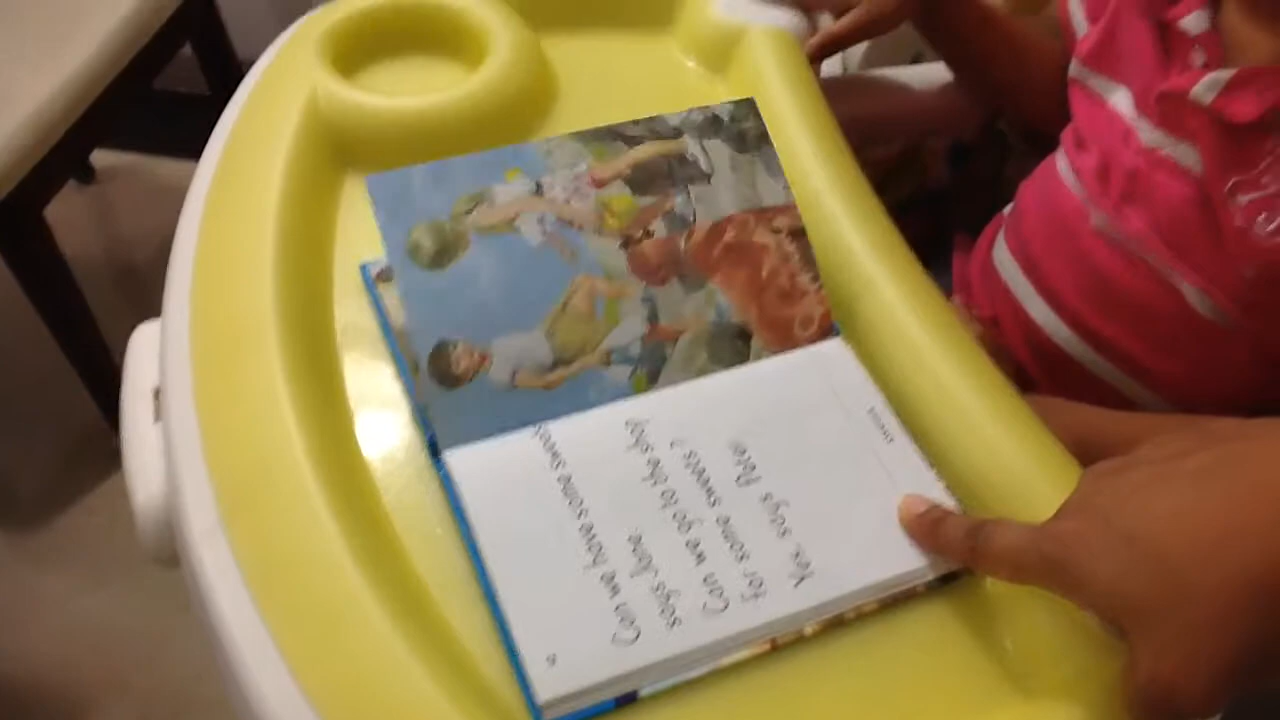 Can we have some sweets
says Jane.
Can we go to the shop
for some sweets?
Yes, says Peter